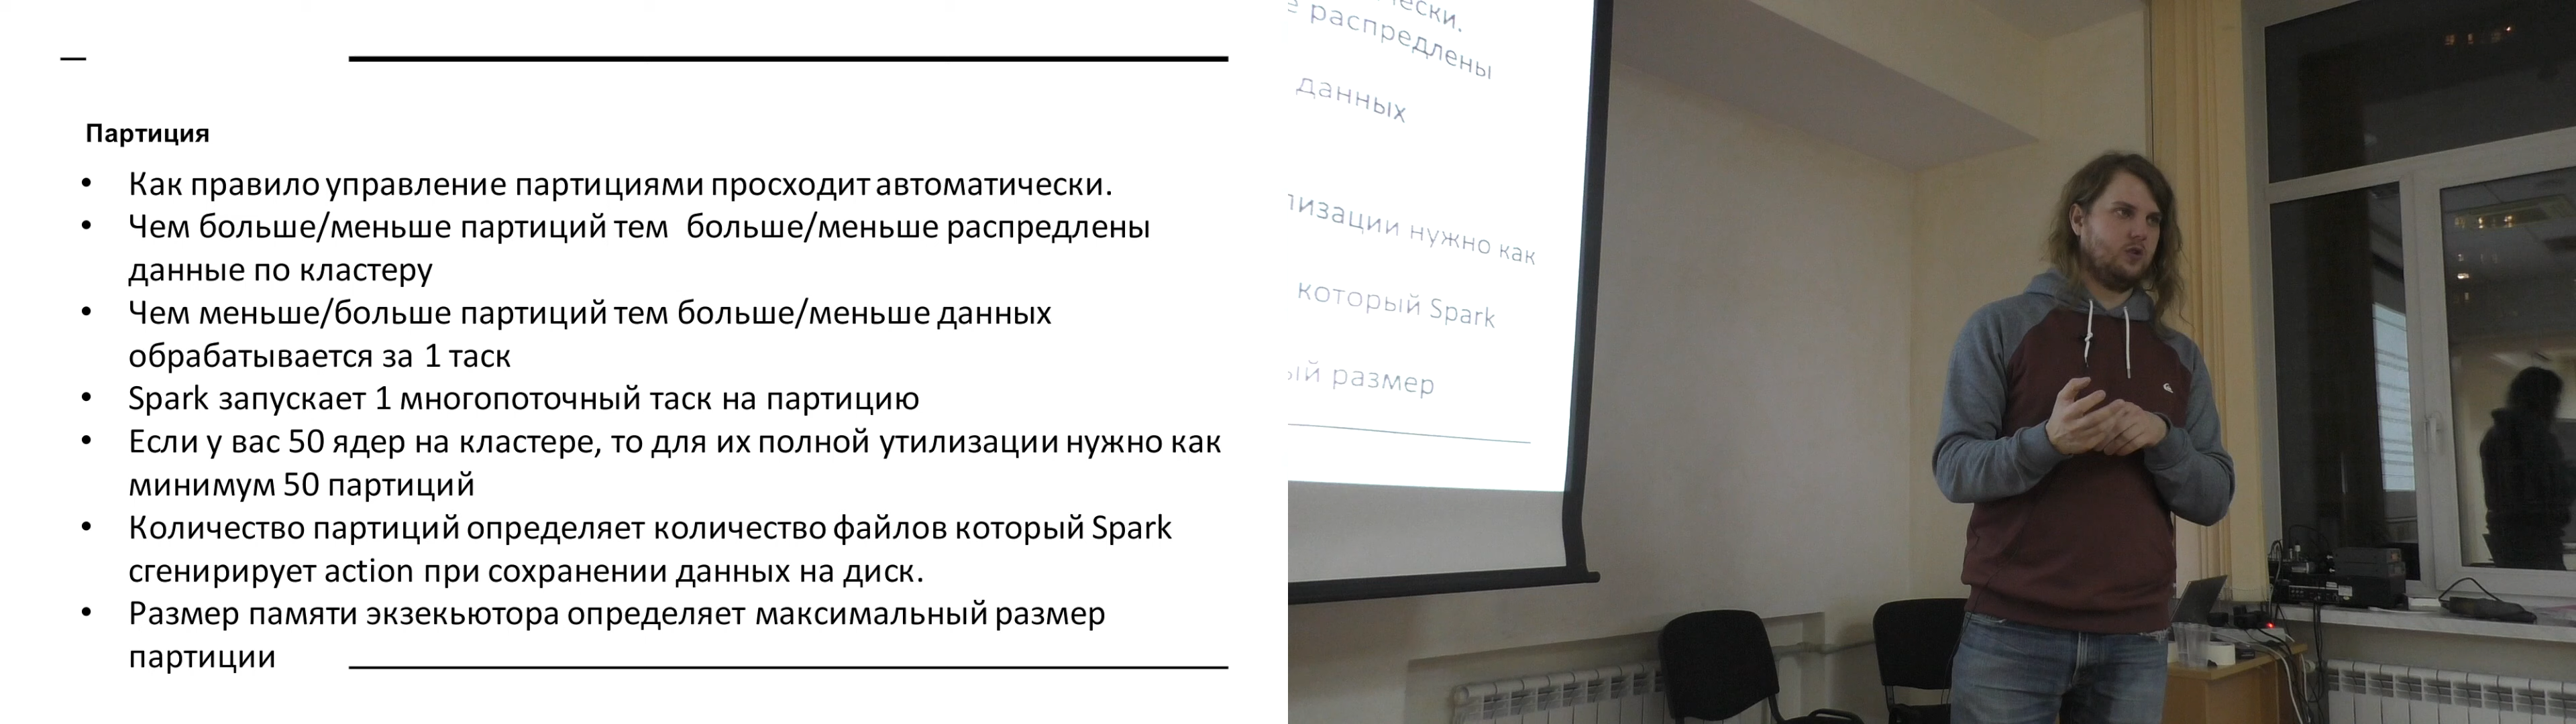 Партиция
• Как правило управление партициями просходит автоматически.
• Чем больше/меньше партиций тем больше/меньше распредлены
данные по кластеру
• Чем меньше/больше партиций тем больше/меньше данных
обрабатывается за 1 таск
• Spark запускает 1 многопоточный таск на партицию
• Если у вас 50 ядер на кластере, то для их полной утилизации нужно как
минимум 50 партиций
• Количество партиций определяет количество файлов который Spark
сгенирирует action при сохранении данных на диск.
• Размер памяти экзекьютора определяет максимальный размер
партиции
ески.
е распредлены
данных
лизации нужно как
который Spark
ый размер